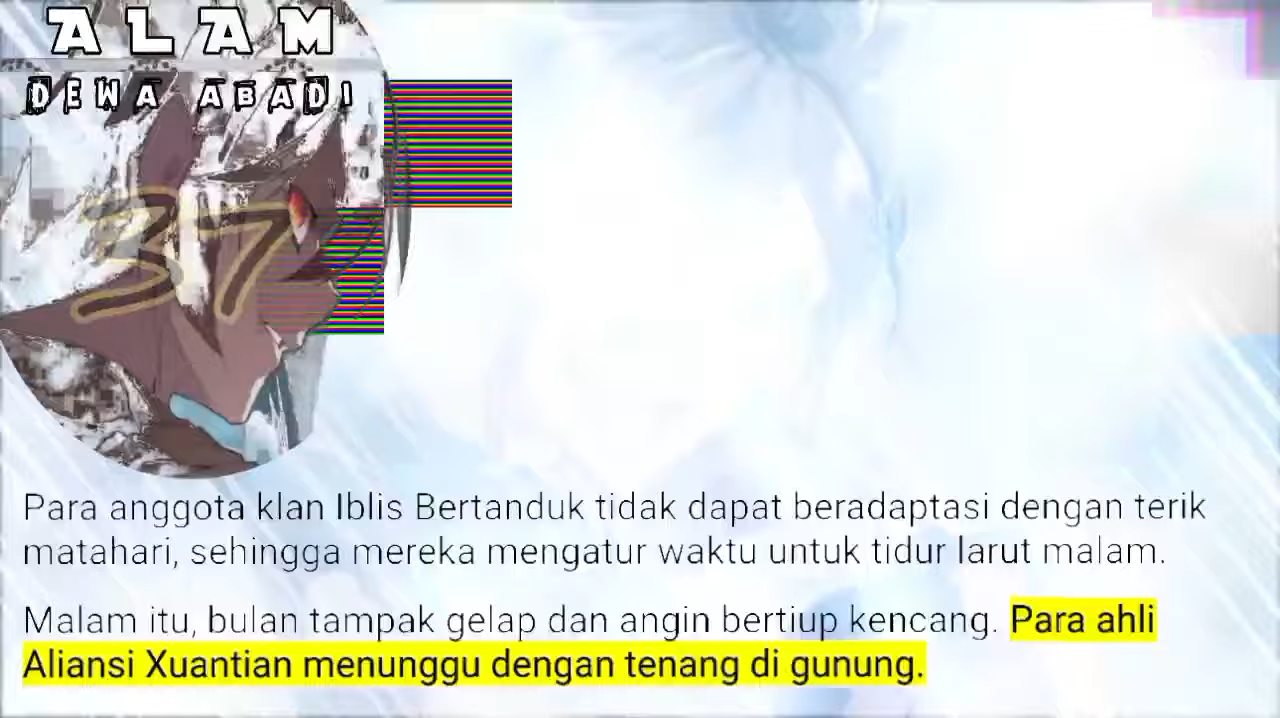 ALAM
DEWA ABADI
37
Para anggota klan Iblis Bertanduk tidak dapat beradaptasi dengan terik
matahari, sehingga mereka mengatur waktu untuk tidur larut malam.
Malam itu, bulan tampak gelap dan angin bertiup kencang. Para ahli
Aliansi Xuantian menunggu dengan tenang di gunung.